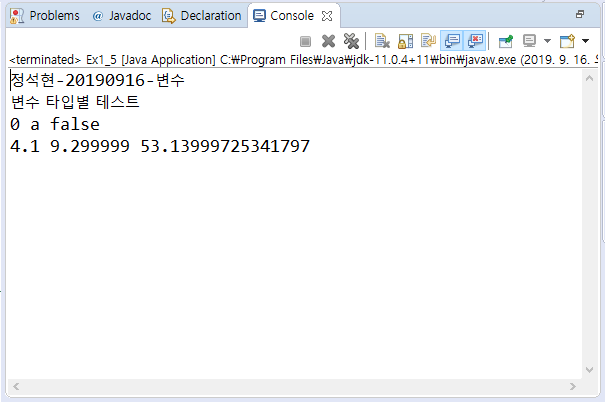 Problems @ Javadoc Declaration Console
<terminated> Ex1_5 [Java Application] C:₩Program Files₩Java₩jdk-11.0.4+11₩bin₩javaw.exe (2019. 9. 16.
정석현-20190916-변수
변수 타입별 테스트
0 a false
4.1 9.299999 53.13999725341797